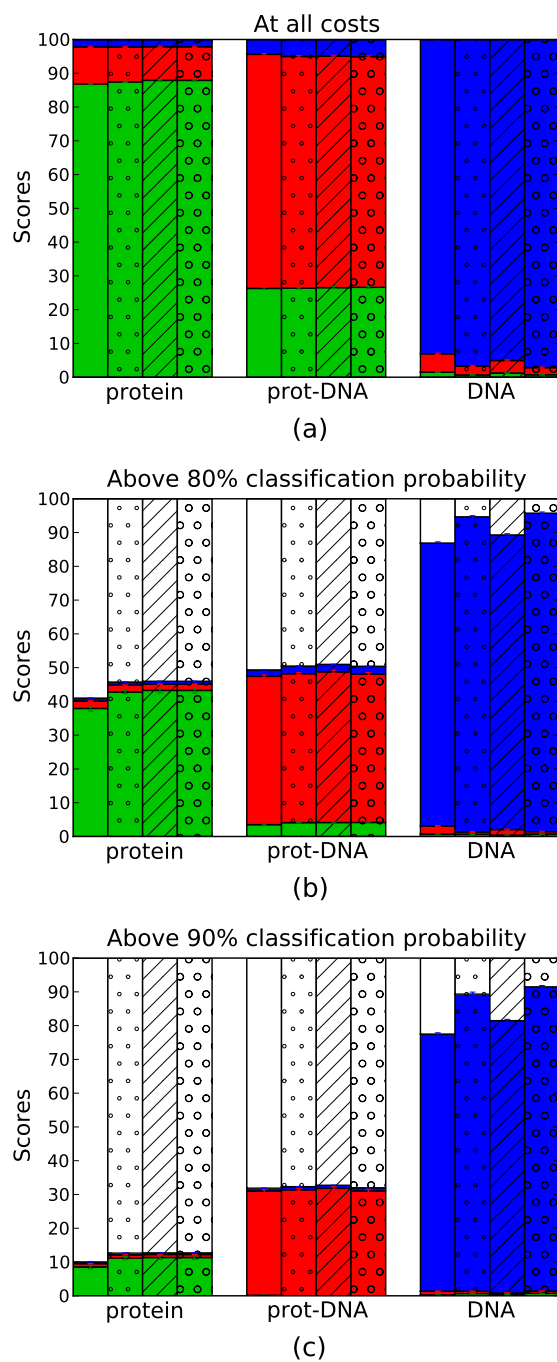 At all costs
100
90
80
70
60
50
40
30
20
10
0
Scores
protein prot-DNA DNA
(a)
Above 80% classification probability
100
90
80
70
60
50
40
30
20
10
0
Scores
protein prot-DNA DNA
(b)
Above 90% classification probability
100
90
80
70
60
50
40
30
20
10
0
Scores
protein prot-DNA DNA
(c)